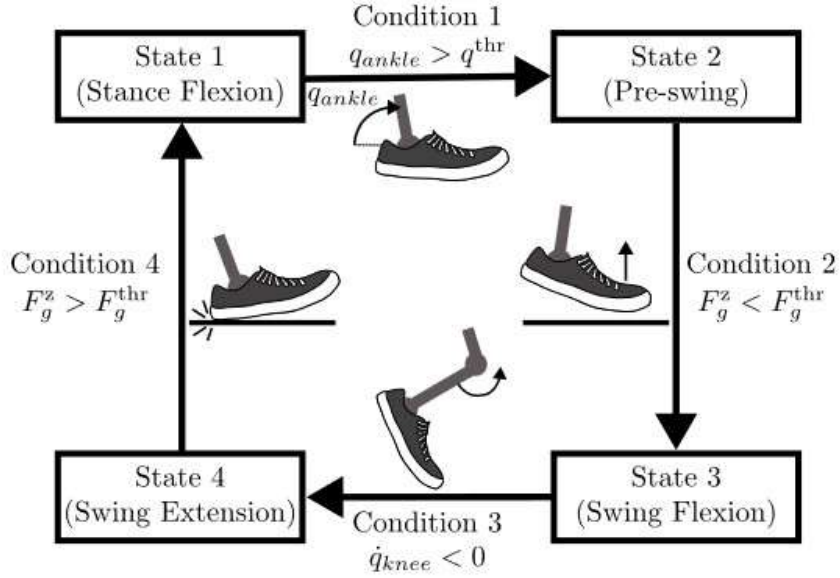 Condition 1
State 1
(Stance Flexion)
q_{ankle} > q^{thr}
State 2
(Pre-swing)
q_{ankle}
Condition 4
F_g^z > F_g^{thr}
Condition 2
F_g^z < F_g^{thr}
State 4
(Swing Extension)
State 3
(Swing Flexion)
Condition 3
\dot{q}_{knee} < 0